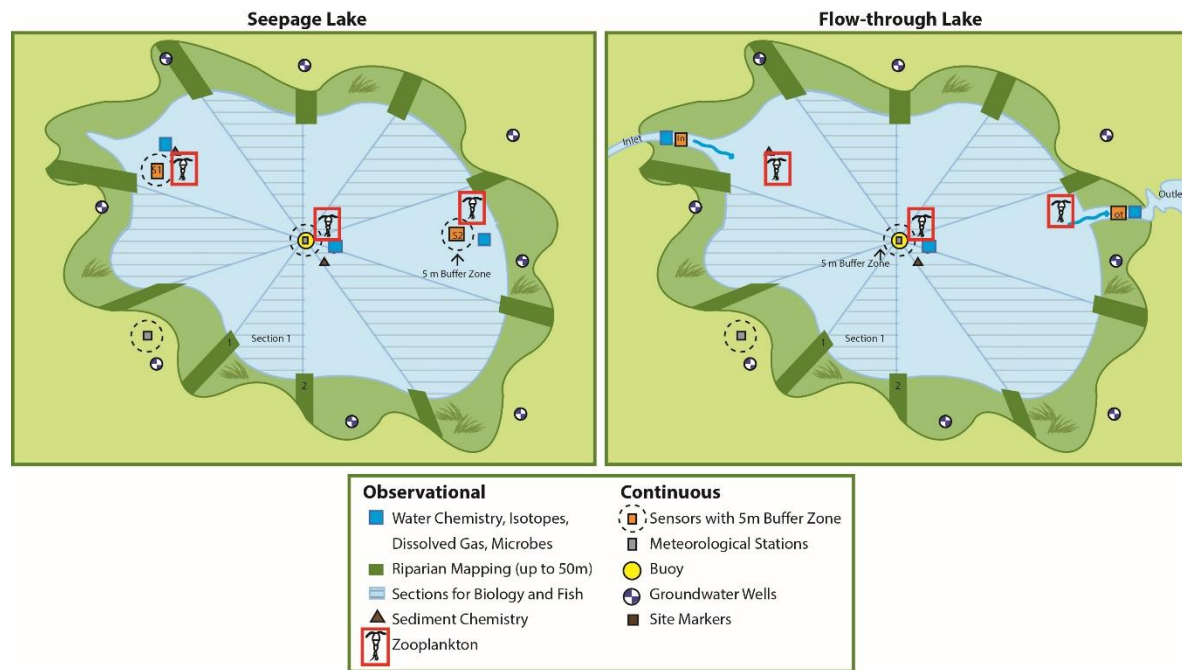 Seepage Lake
S1
S2
5 m Buffer Zone
Section 1
1
2
Flow-through Lake
Inlet
in
Outle
ot
5 m Buffer Zone
Section 1
1
2
Observational
Water Chemistry, Isotopes,
Dissolved Gas, Microbes
Riparian Mapping (up to 50m)
Sections for Biology and Fish
Sediment Chemistry
Zooplankton
Continuous
Sensors with 5m Buffer Zone
Meteorological Stations
Buoy
Groundwater Wells
Site Markers